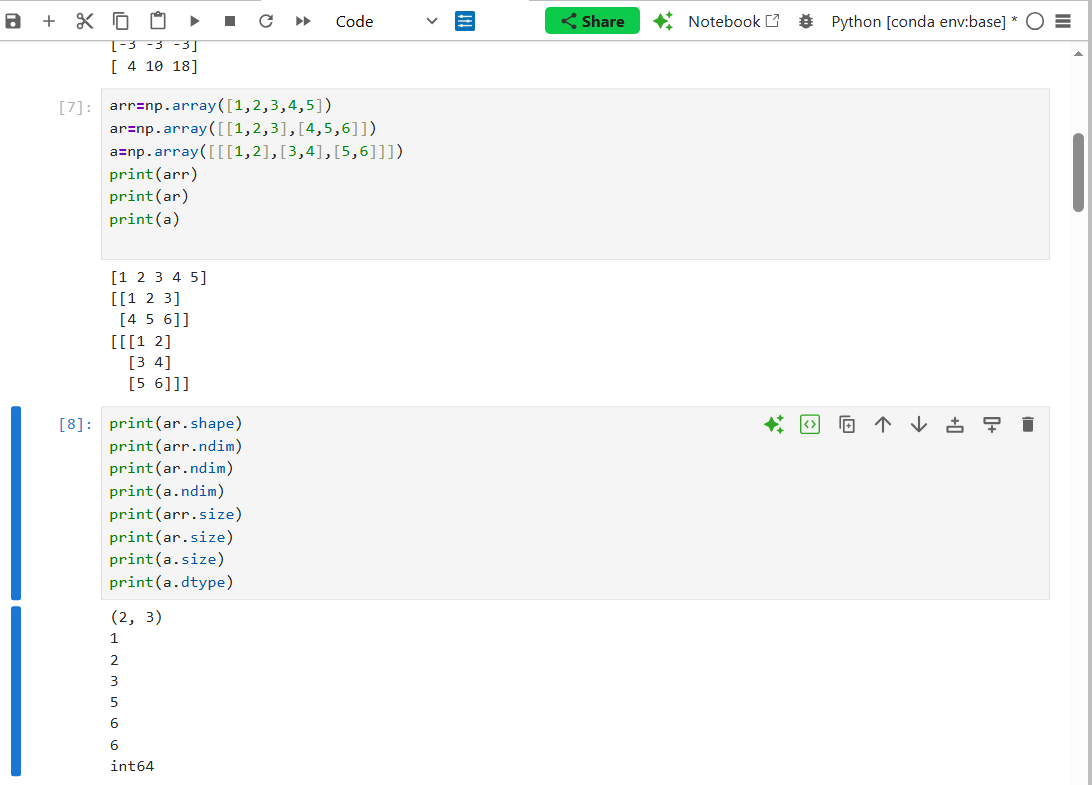 Code
Share
Notebook
Python [conda env:base] *
[-3 -3 -3]
[ 4 10 18]
[7]:
arr=np.array([1,2,3,4,5])
ar=np.array([[1,2,3],[4,5,6]])
a=np.array([[[1,2],[3,4],[5,6]]])
print(arr)
print(ar)
print(a)
[1 2 3 4 5]
[[1 2 3]
 [4 5 6]]
[[[1 2]
  [3 4]
  [5 6]]]
[8]:
print(ar.shape)
print(arr.ndim)
print(ar.ndim)
print(a.ndim)
print(arr.size)
print(ar.size)
print(a.size)
print(a.dtype)
(2, 3)
1
2
3
5
6
6
int64